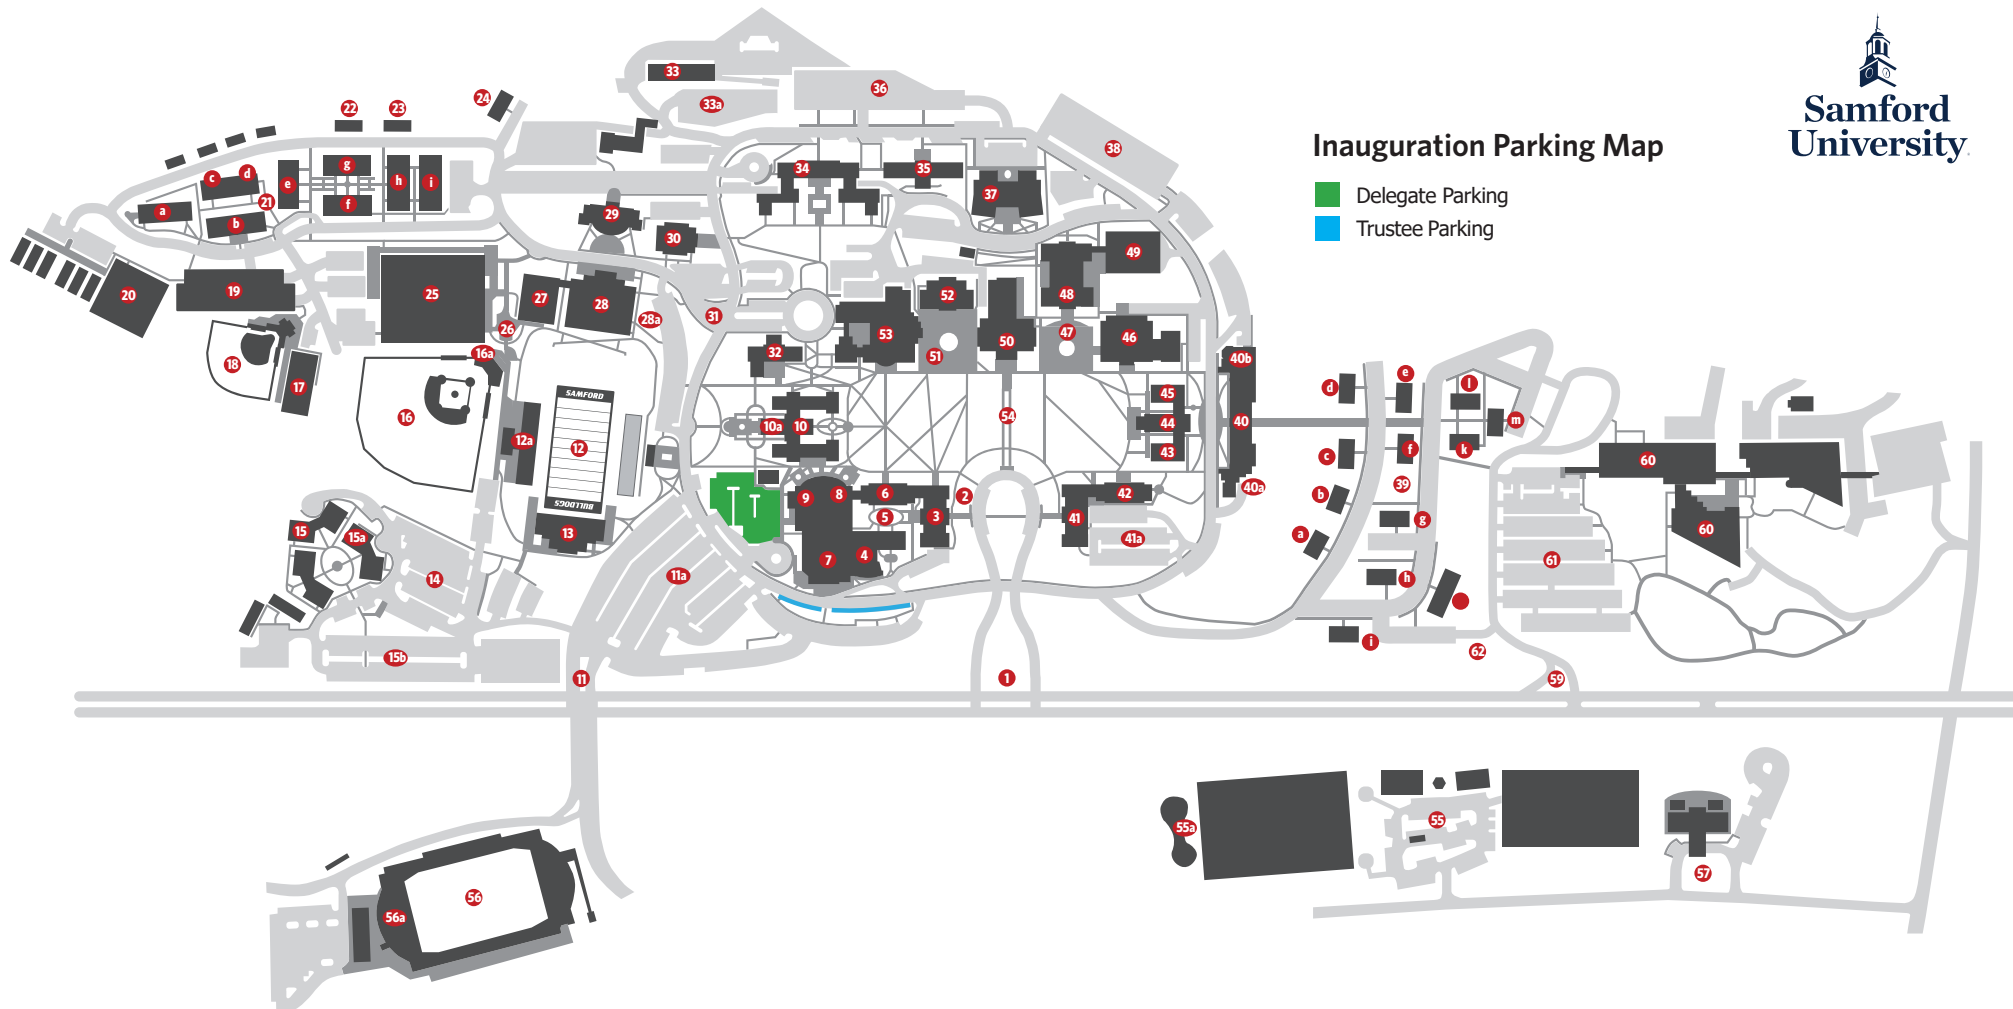 Samford
University
Inauguration Parking Map
Delegate Parking
Trustee Parking
33
24
22
23
33a
36
38
g
c
d
e
h
i
34
35
37
f
21
a
b
29
30
49
20
19
25
27
28
52
48
26
28a
31
53
51
50
47
46
18
16a
32
40b
17
d
e
l
45
SAMFORD
16
12a
12
10a
10
54
44
40
m
43
c
f
k
60
9
8
6
2
42
40a
b
39
BULLDOGS
15
15a
13
5
3
41
41a
a
g
60
14
11a
7
4
61
h
15b
i
62
11
1
59
55a
55
57
56
56a